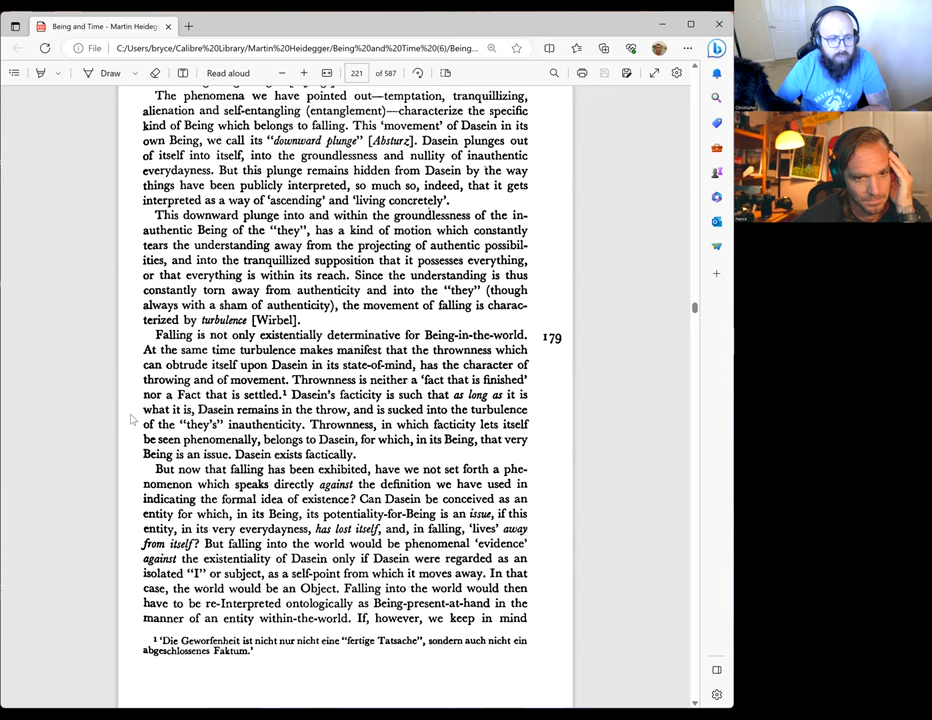 Being and Time - Martin Heideg
File
C:/Users/bryce/Calibre%20Library/Martin%20Heidegger/Being%20and%20Time%20(6)/Being...
Draw
Read aloud
221
of 587
The phenomena we have pointed out—temptation, tranquillizing,
alienation and self-entangling (entanglement)—characterize the specific
kind of Being which belongs to falling. This ‘movement’ of Dasein in its
own Being, we call its “downward plunge” [Absturz]. Dasein plunges out
of itself into itself, into the groundlessness and nullity of inauthentic
everydayness. But this plunge remains hidden from Dasein by the way
things have been publicly interpreted, so much so, indeed, that it gets
interpreted as a way of ‘ascending’ and ‘living concretely’.
This downward plunge into and within the groundlessness of the in-
authentic Being of the “they”, has a kind of motion which constantly
tears the understanding away from the projecting of authentic possibil-
ities, and into the tranquillized supposition that it possesses everything,
or that everything is within its reach. Since the understanding is thus
constantly torn away from authenticity and into the “they” (though
always with a sham of authenticity), the movement of falling is charac-
terized by turbulence [Wirbel].
Falling is not only existentially determinative for Being-in-the-world.
179
At the same time turbulence makes manifest that the thrownness which
can obtrude itself upon Dasein in its state-of-mind, has the character of
throwing and of movement. Thrownness is neither a ‘fact that is finished’
nor a Fact that is settled.¹ Dasein’s facticity is such that as long as it is
what it is, Dasein remains in the throw, and is sucked into the turbulence
of the “they’s” inauthenticity. Thrownness, in which facticity lets itself
be seen phenomenally, belongs to Dasein, for which, in its Being, that very
Being is an issue. Dasein exists factically.
But now that falling has been exhibited, have we not set forth a phe-
nomenon which speaks directly against the definition we have used in
indicating the formal idea of existence? Can Dasein be conceived as an
entity for which, in its Being, its potentiality-for-Being is an issue, if this
entity, in its very everydayness, has lost itself, and, in falling, ‘lives’ away
from itself? But falling into the world would be phenomenal ‘evidence’
against the existentiality of Dasein only if Dasein were regarded as an
isolated “I” or subject, as a self-point from which it moves away. In that
case, the world would be an Object. Falling into the world would then
have to be re-Interpreted ontologically as Being-present-at-hand in the
manner of an entity within-the-world. If, however, we keep in mind
¹ ‘Die Geworfenheit ist nicht nur nicht eine “fertige Tatsache”, sondern auch nicht ein
abgeschlossenes Faktum.’
Christopher